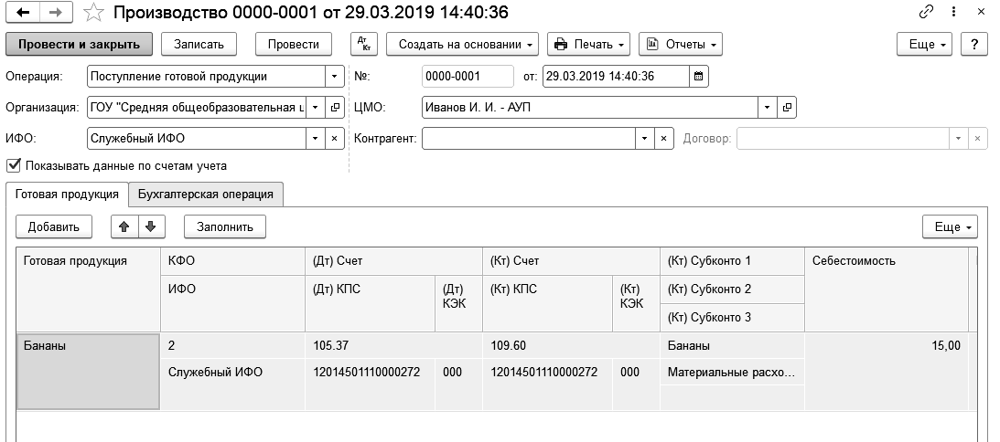 Производство 0000-0001 от 29.03.2019 14:40:36
Провести и закрыть Записать Провести Дт Кт Создать на основании Печать Отчеты Еще ?
Операция: Поступление готовой продукции №: 0000-0001 от: 29.03.2019 14:40:36
Организация: ГОУ "Средняя общеобразовательная ц ЦМО: Иванов И. И. - АУП
ИФО: Служебный ИФО Контрагент: Договор:
Показывать данные по счетам учета
Готовая продукция Бухгалтерская операция
Добавить Заполнить Еще
Готовая продукция КФО (Дт) Счет (Кт) Счет (Кт) Субконто 1 Себестоимость
ИФО (Дт) КПС (Дт) КЭК (Кт) КПС (Кт) КЭК (Кт) Субконто 2
(Кт) Субконто 3
Бананы 2 105.37 109.60 Бананы 15,00
Служебный ИФО 12014501110000272 000 12014501110000272 000 Материальные расхо...